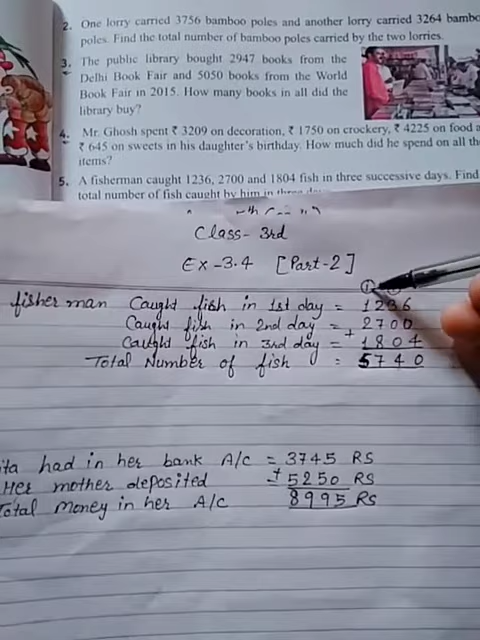 2. One lorry carried 3756 bamboo poles and another lorry carried 3264 bambo
poles. Find the total number of bamboo poles carried by the two lorries.
3. The public library bought 2947 books from the
Delhi Book Fair and 5050 books from the World
Book Fair in 2015. How many books in all did the
library buy?
4. Mr. Ghosh spent ₹ 3209 on decoration, ₹ 1750 on crockery, ₹ 4225 on food a
₹ 645 on sweets in his daughter's birthday. How much did he spend on all th
items?
5. A fisherman caught 1236, 2700 and 1804 fish in three successive days. Find
total number of fish caught by him in three
Class- 3rd
Ex-3.4 [Part-2]
1
fisher man Caught fish in 1st day = 1236
Caught fish in 2nd day = 2700
Caught fish in 3rd day = + 1804
Total Number of fish = 5740
ita had in her bank A/c = 3745 RS
Her mother deposited = + 5250 RS
Total money in her A/c 8995 RS